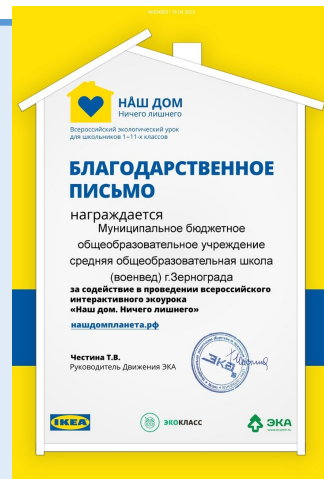 НАШ ДОМ
Ничего лишнего
Всероссийский экологический урок
для школьников 1–11-х классов
БЛАГОДАРСТВЕННОЕ
ПИСЬМО
награждается
Муниципальное бюджетное
общеобразовательное учреждение
средняя общеобразовательная школа
(военвед) г.Зернограда
за содействие в проведении всероссийского
интерактивного экоурока
«Наш дом. Ничего лишнего»
нашдомпланета.рф
Честина Т.В.
Руководитель Движения ЭКА
ЭКА
IKEA
ЭКОКЛАСС
ЭКА